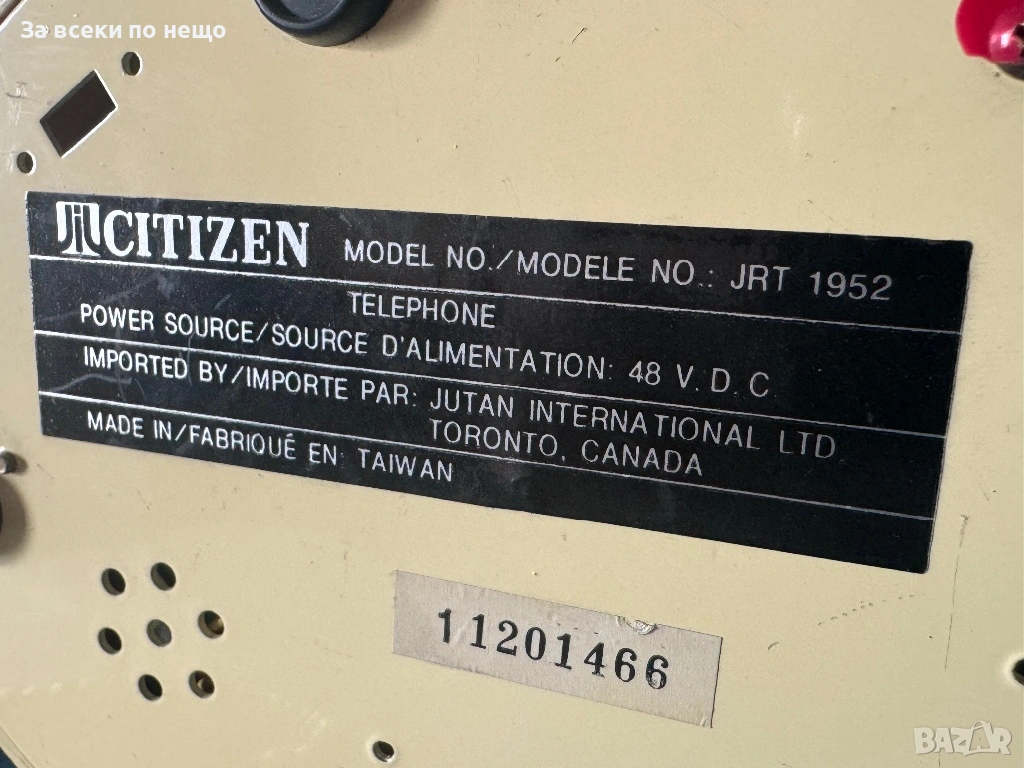 За всеки по нещо
CITIZEN MODEL NO./MODELE NO.: JRT 1952
TELEPHONE
POWER SOURCE/SOURCE D'ALIMENTATION: 48 V. D. C.
IMPORTED BY/IMPORTE PAR: JUTAN INTERNATIONAL LTD.
TORONTO, CANADA
MADE IN/FABRIQUÉ EN TAIWAN
11201466
BAZAR